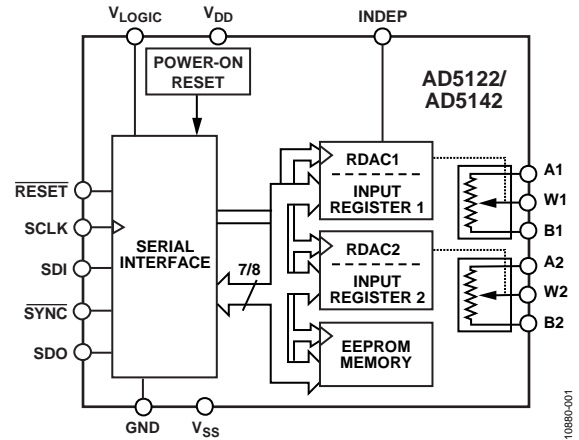 VLOGIC
VDD
INDEP
POWER-ON
RESET
AD5122/
AD5142
RDAC1
INPUT
REGISTER 1
A1
W1
B1
RESET
SCLK
SDI
SYNC
SDO
SERIAL
INTERFACE
7/8
RDAC2
INPUT
REGISTER 2
A2
W2
B2
EEPROM
MEMORY
GND
VSS
10880-001